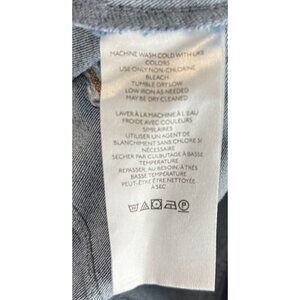 MACHINE WASH COLD WITH LIKE
COLORS
USE ONLY NON-CHLORINE
BLEACH
TUMBLE DRY LOW
LOW IRON AS NEEDED
MAY BE DRY CLEANED
LAVER À LA MACHINE À L'EAU
FROIDE AVEC COULEURS
SIMILAIRES
UTILISER UN AGENT DE
BLANCHIMENT SANS CHLORE SI
NÉCESSAIRE
SECHER PAR CULBUTAGE À BASSE
TEMPÉRATURE
REPASSER, AU BESOIN, À TRÈS
BASSE TEMPÉRATURE
PEUT-ÊTRE ÊTRE NETTOYÉE
À SEC
P